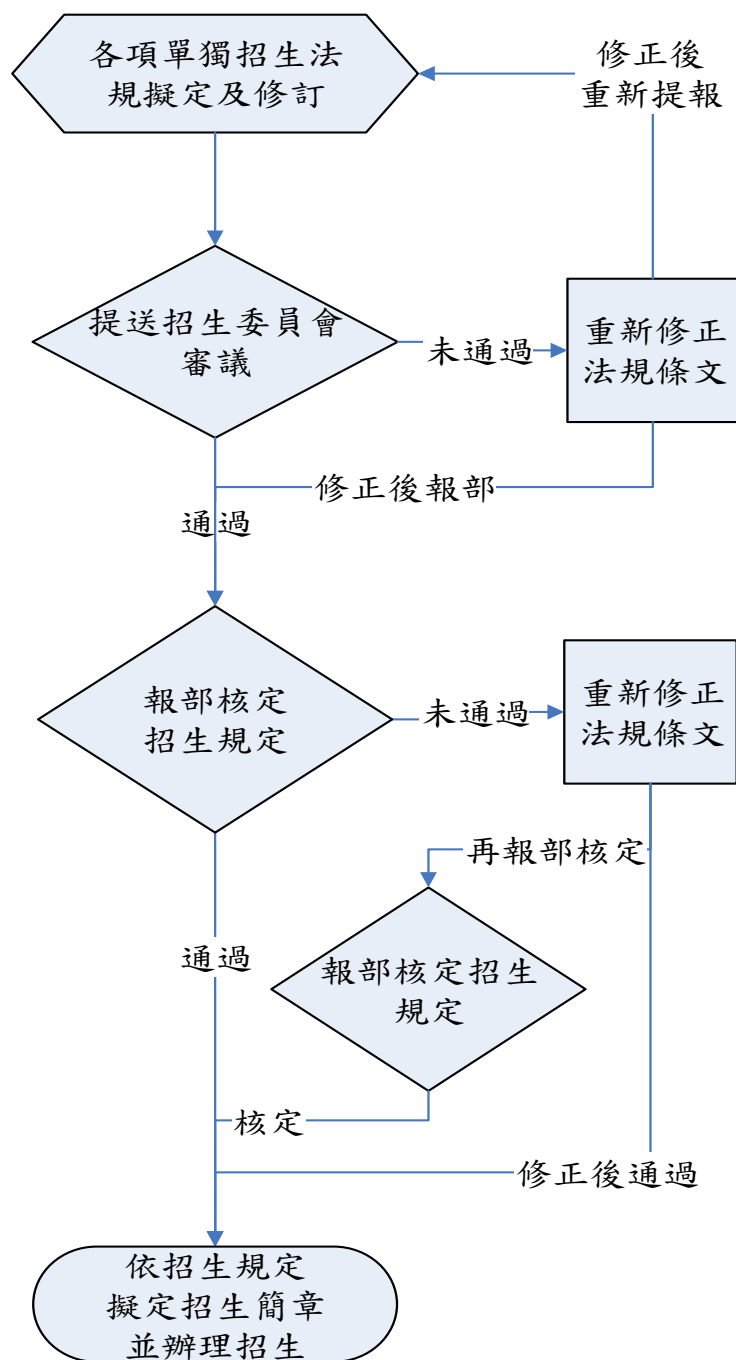 各項單獨招生法
規擬定及修訂
修正後
重新提報
提送招生委員會
審議
未通過
重新修正
法規條文
修正後報部
通過
報部核定
招生規定
未通過
重新修正
法規條文
再報部核定
通過
報部核定招生
規定
核定
修正後通過
依招生規定
擬定招生簡章
並辦理招生